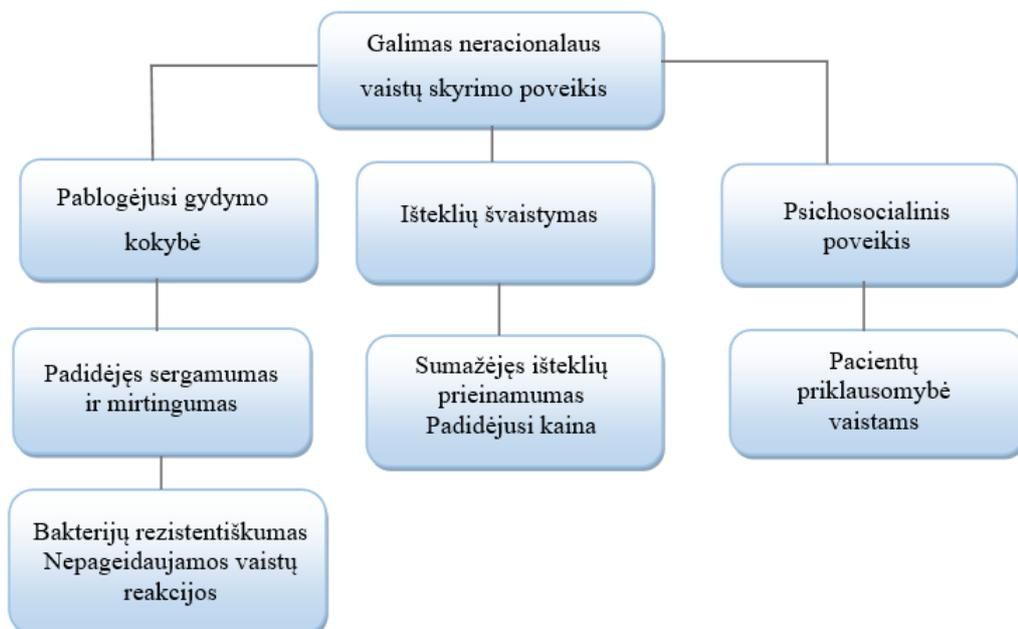 Galimas neracionalaus
vaistų skyrimo poveikis
Pablogėjusi gydymo
kokybė
Išteklių švaistymas
Psichosocialinis
poveikis
Padidėjęs sergamumas
ir mirtingumas
Sumažėjęs išteklių
prieinamumas
Padidėjusi kaina
Pacientų
priklausomybė
vaistams
Bakterijų rezistentiškumas
Nepageidaujamos vaistų
reakcijos